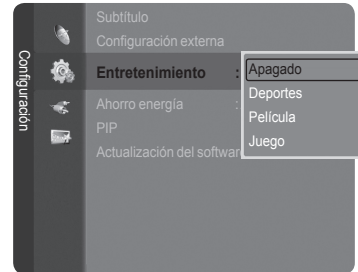 Configuración
Subtítulo
Configuración externa
Entretenimiento :
Apagado
Deportes
Película
Juego
Ahorro energía :
PIP
Actualización del software